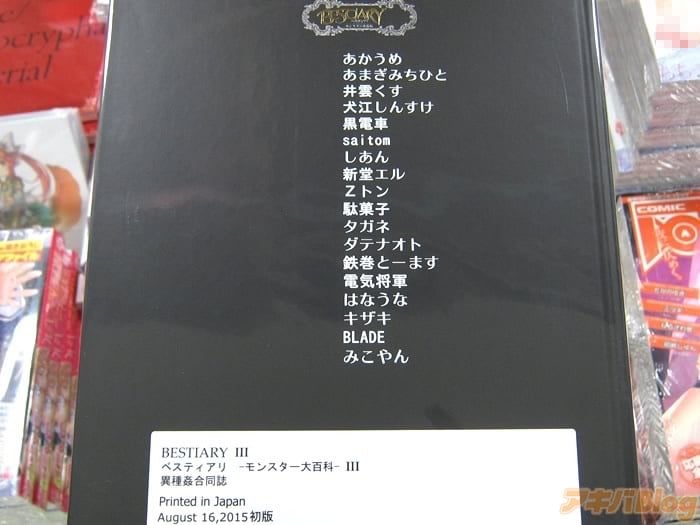 BESTIARY
あかうめ
あまぎみちひと
井雲くす
犬江しんすけ
黒電車
saitom
しあん
新堂エル
Zトン
駄菓子
タガネ
ダテナオト
鉄巻とーます
電気将軍
はなうな
キザキ
BLADE
みこやん
BESTIARY III
ベスティアリ -モンスター大百科- III
異種姦合同誌
Printed in Japan
August 16,2015初版
COMIC
アキバBlog